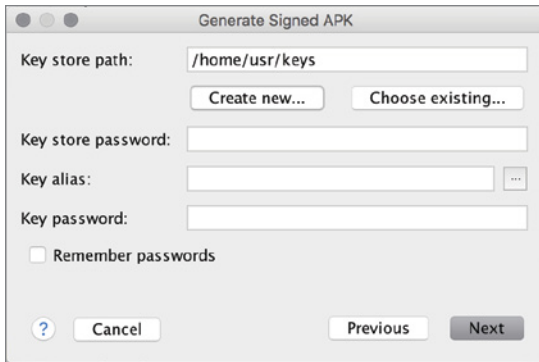 Generate Signed APK
Key store path: /home/usr/keys
Create new... Choose existing...
Key store password:
Key alias: ...
Key password:
Remember passwords
? Cancel Previous Next